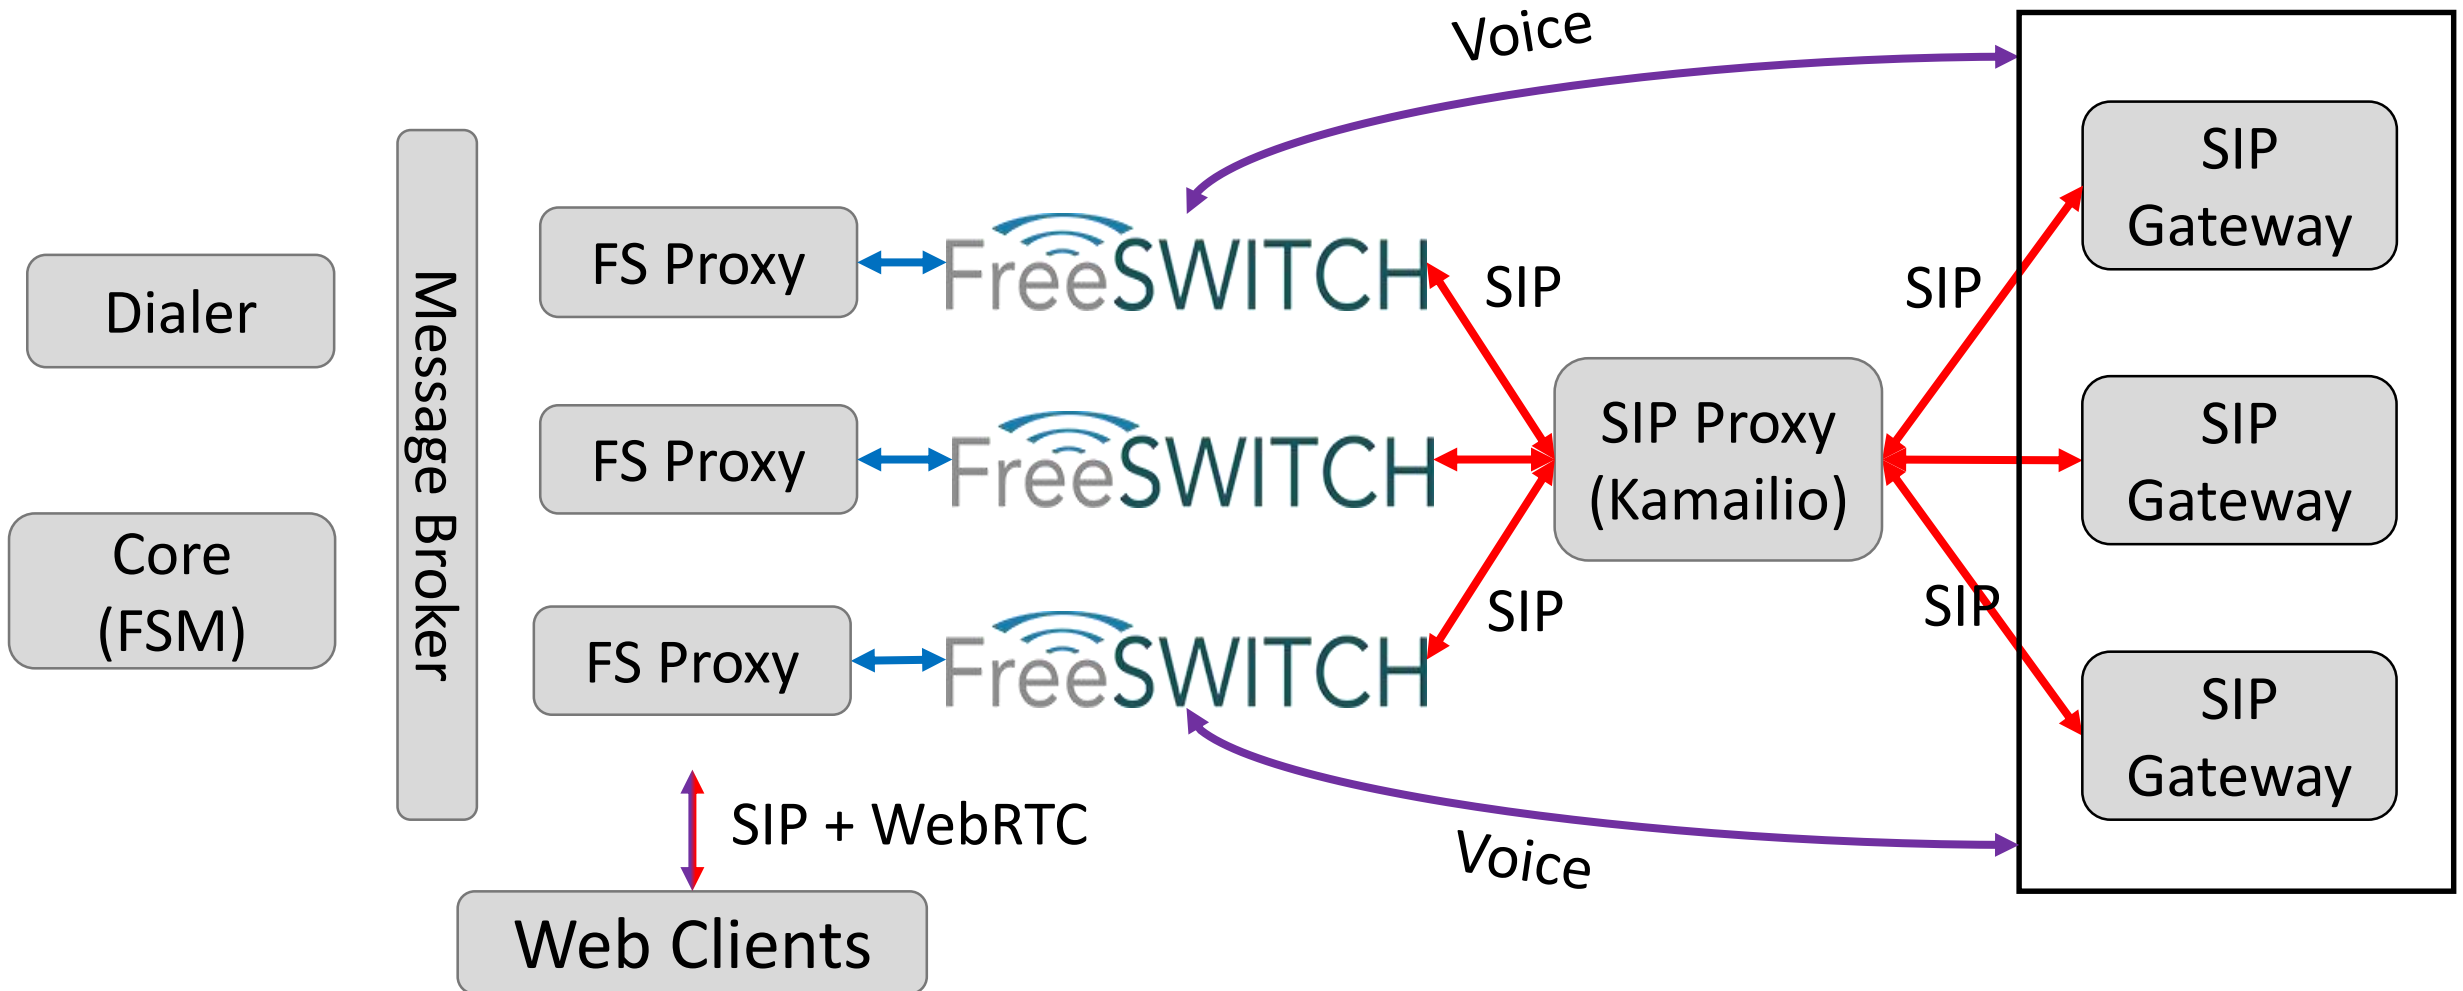 Voice
SIP
Gateway
FS Proxy
FreeSWITCH
SIP
SIP
Dialer
Message Broker
FS Proxy
FreeSWITCH
SIP Proxy
(Kamailio)
SIP
Gateway
Core
(FSM)
FS Proxy
FreeSWITCH
SIP
SIP
SIP
Gateway
SIP + WebRTC
Voice
Web Clients